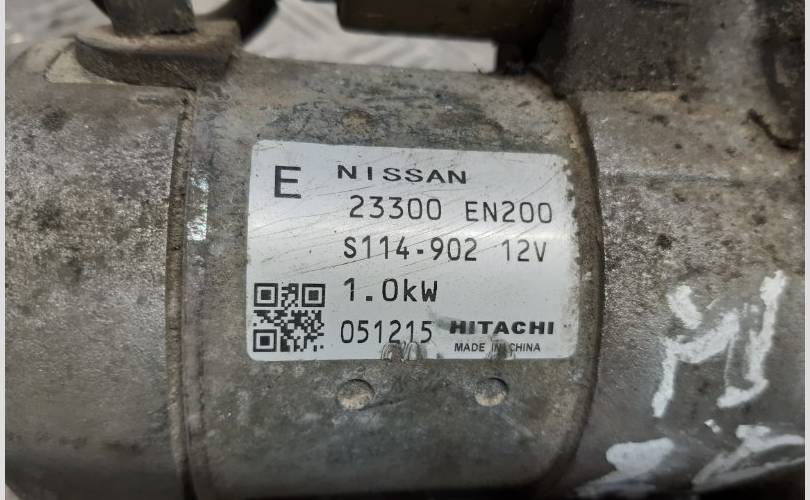 E NISSAN
23300 EN200
S114-902 12V
1.0kW
051215 HITACHI
MADE IN CHINA